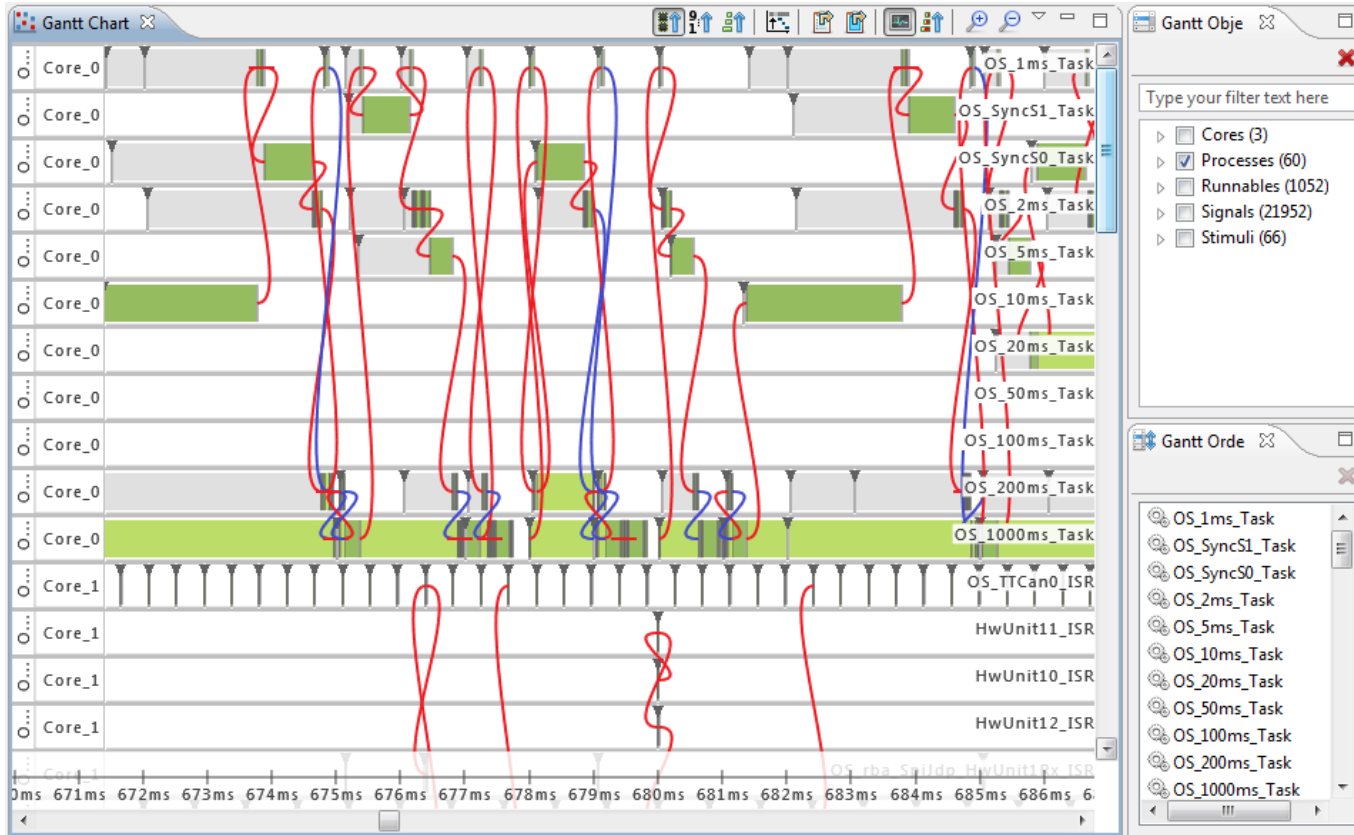 Gantt Chart
Gantt Obje
Core_0 OS_1ms_Task
Core_0 OS_SyncS1_Task
Core_0 OS_SyncS0_Task
Core_0 OS_2ms_Task
Core_0 OS_5ms_Task
Core_0 OS_10ms_Task
Core_0 OS_20ms_Task
Core_0 OS_50ms_Task
Core_0 OS_100ms_Task
Core_0 OS_200ms_Task
Core_0 OS_1000ms_Task
Core_1 OS_TTCan0_ISR
Core_1 HwUnit11_ISR
Core_1 HwUnit10_ISR
Core_1 HwUnit12_ISR
Core_1 OS_rba_SpiJdp_HwUnit1Rx_ISR
0ms 671ms 672ms 673ms 674ms 675ms 676ms 677ms 678ms 679ms 680ms 681ms 682ms 683ms 684ms 685ms 686ms
Type your filter text here
Cores (3)
Processes (60)
Runnables (1052)
Signals (21952)
Stimuli (66)
Gantt Orde
OS_1ms_Task
OS_SyncS1_Task
OS_SyncS0_Task
OS_2ms_Task
OS_5ms_Task
OS_10ms_Task
OS_20ms_Task
OS_50ms_Task
OS_100ms_Task
OS_200ms_Task
OS_1000ms_Task